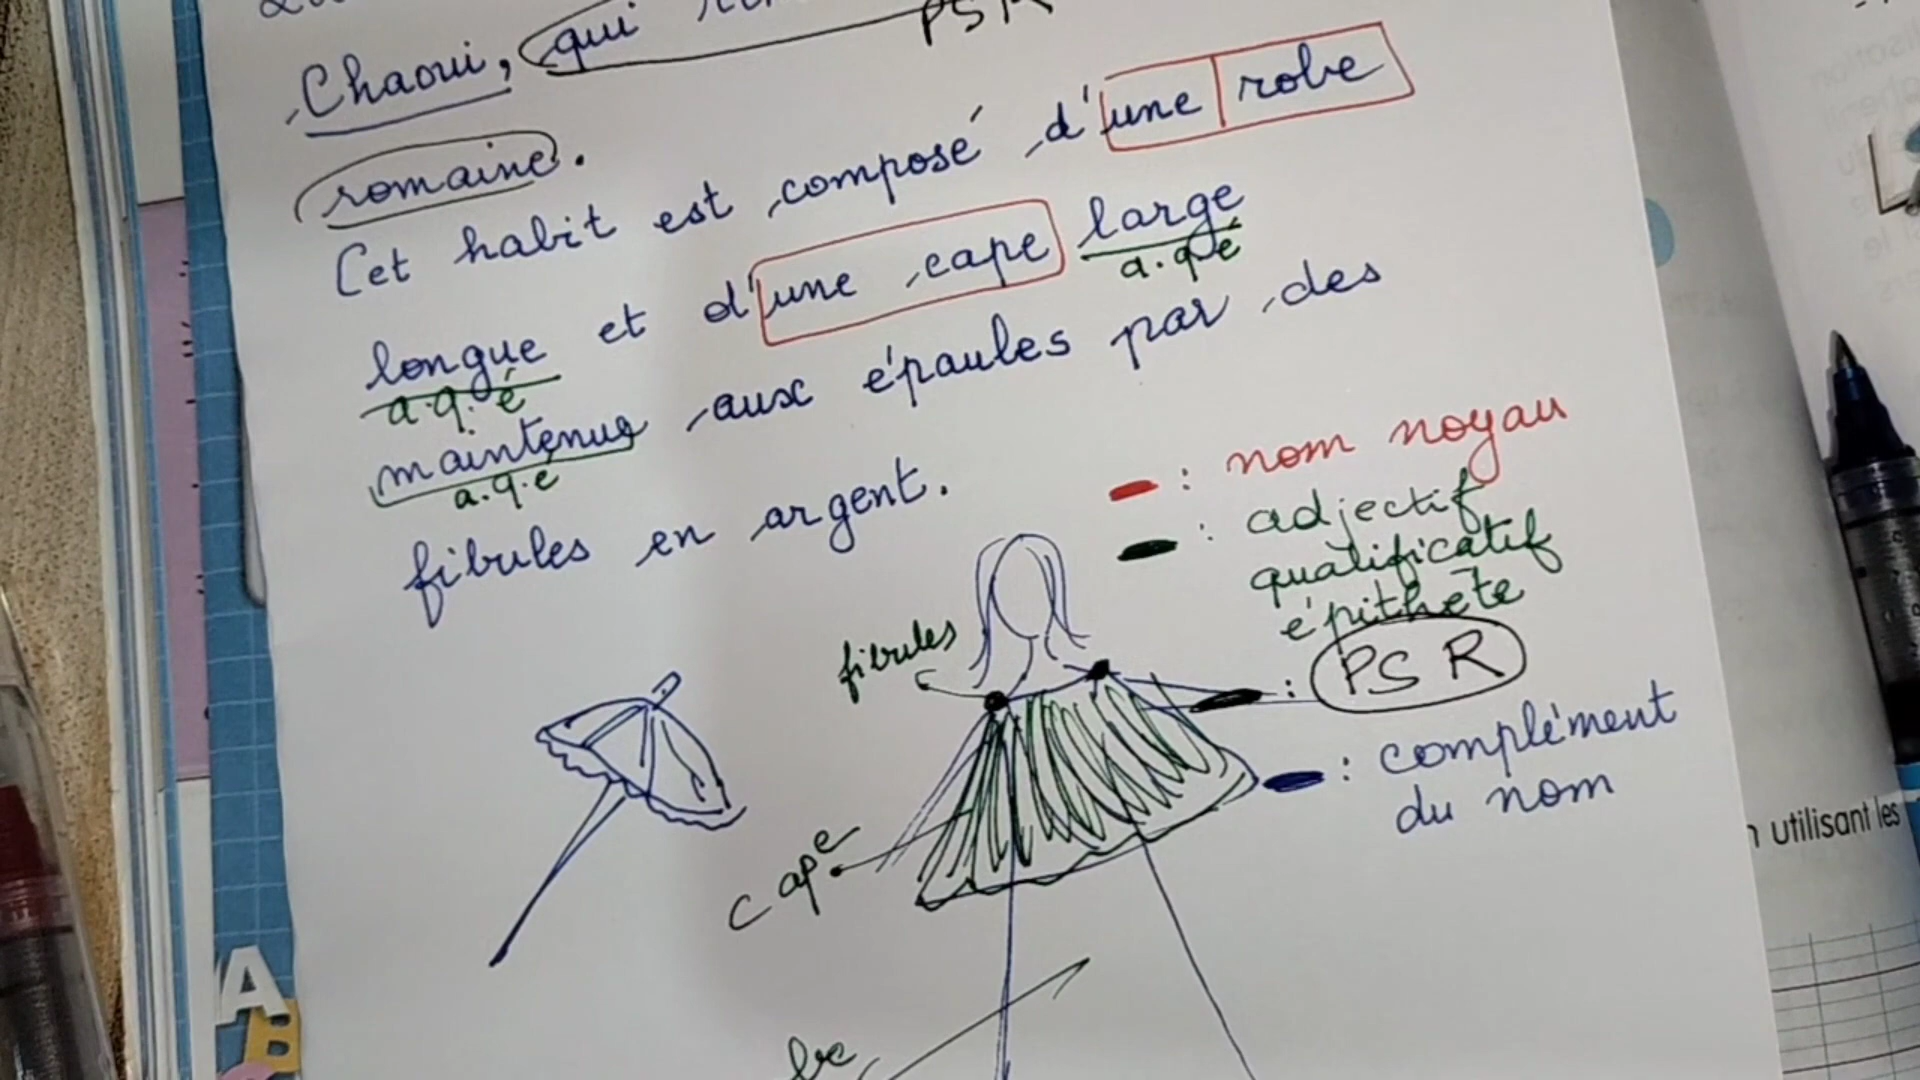 Chaoui, qui
PSR
romaine.
Cet habit est composé d'une robe
longue et d'une cape large
a.q.é
a.q.é
maintenue aux épaules par des
a.q.é
fibules en argent.
: nom noyau
: adjectif
qualificatif
épithète
: PSR
: complément
du nom
fibules
cape
utilisant les
A
B